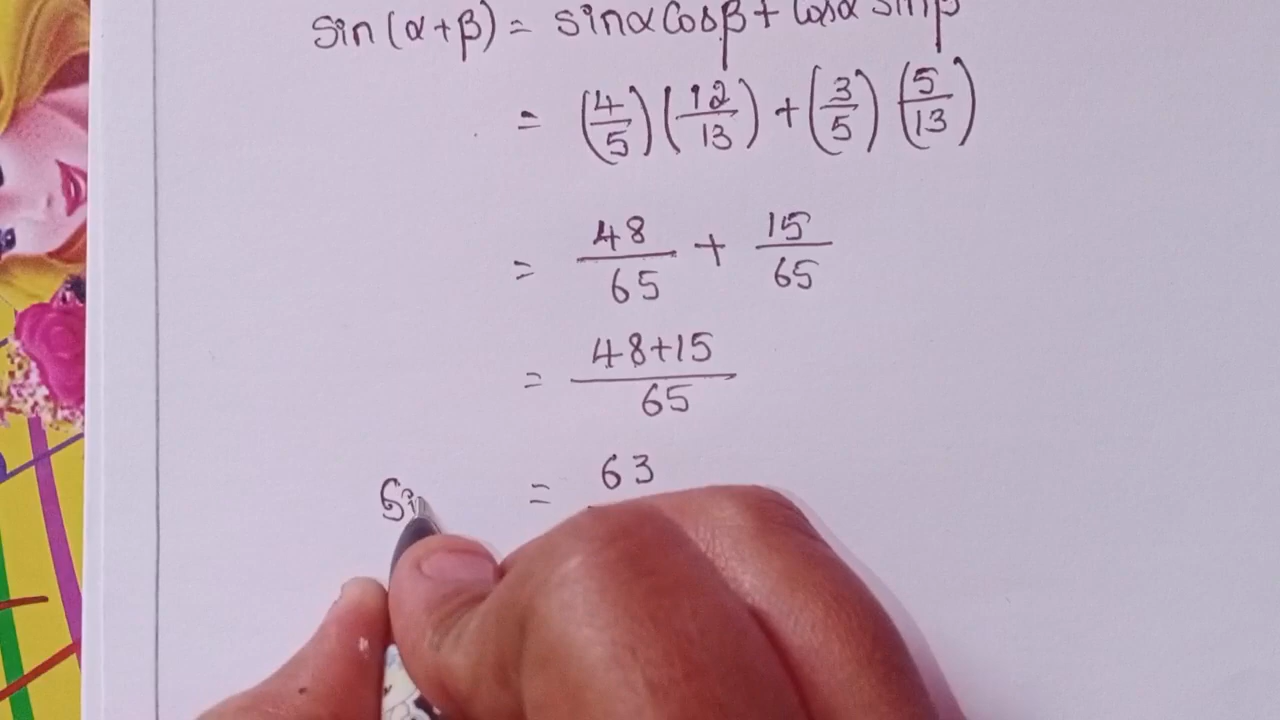 Sin(α+β) = sinα Cosβ + Cosα sinβ
= (4/5)(12/13) + (3/5)(5/13)
= 48/65 + 15/65
= 48+15/65
Si = 63